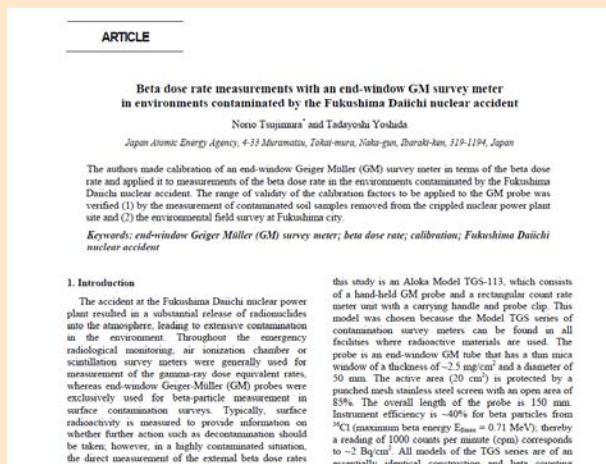 ARTICLE
Beta dose rate measurements with an end-window GM survey meter
in environments contaminated by the Fukushima Daiichi nuclear accident
Norio Tsujimura* and Tadayoshi Yoshida
Japan Atomic Energy Agency, 4-33 Muramatsu, Tokai-mura, Naka-gun, Ibaraki-ken, 319-1194, Japan
The authors made calibration of an end-window Geiger Müller (GM) survey meter in terms of the beta dose
rate and applied it to measurements of the beta dose rate in the environments contaminated by the Fukushima
Daiichi nuclear accident. The range of validity of the calibration factors to be applied to the GM probe was
verified (1) by the measurement of contaminated soil samples removed from the crippled nuclear power plant
site and (2) the environmental field survey at Fukushima city.
Keywords: end-window Geiger Müller (GM) survey meter; beta dose rate; calibration; Fukushima Daiichi
nuclear accident
1. Introduction
The accident at the Fukushima Daiichi nuclear power
plant resulted in a substantial release of radionuclides
into the atmosphere, leading to extensive contamination
in the environment. Throughout the emergency
radiological monitoring, air ionization chamber or
scintillation survey meters were generally used for
measurement of the gamma-ray dose equivalent rates,
whereas end-window Geiger-Müller (GM) probes were
exclusively used for beta-particle measurement in
surface contamination surveys. Typically, surface
radioactivity is measured to provide information on
whether further action such as decontamination should
be taken; however, in a highly contaminated situation,
the direct measurement of the external beta dose rates
this study is an Aloka Model TGS-113, which consists
of a hand-held GM probe and a rectangular count rate
meter unit with a carrying handle and probe clip. This
model was chosen because the Model TGS series of
contamination survey meters can be found in all
facilities where radioactive materials are used. The
probe is an end-window GM tube that has a thin mica
window of a thickness of ~2.5 mg/cm² and a diameter of
50 mm. The active area (20 cm²) is protected by a
punched mesh stainless steel screen with an open area of
85%. The overall length of the probe is 150 mm.
Instrument efficiency is ~40% for beta particles from
³⁶Cl (maximum beta energy Eβmax = 0.71 MeV); thereby
a reading of 1000 counts per minute (cpm) corresponds
to ~2 Bq/cm². All models of the TGS series are of an
essentially identical construction and beta counting